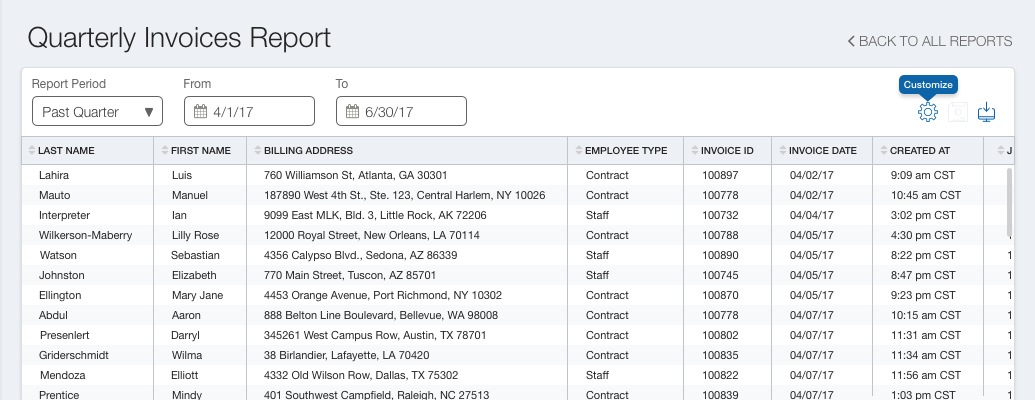 Quarterly Invoices Report
BACK TO ALL REPORTS
Report Period From To
Customize
Past Quarter 4/1/17 6/30/17
LAST NAME FIRST NAME BILLING ADDRESS EMPLOYEE TYPE INVOICE ID INVOICE DATE CREATED AT J
Lahira Luis 760 Williamson St, Atlanta, GA 30301 Contract 100897 04/02/17 9:09 am CST
Mauto Manuel 187890 West 4th St., Ste. 123, Central Harlem, NY 10026 Contract 100778 04/02/17 10:45 am CST
Interpreter Ian 9099 East MLK, Bld. 3, Little Rock, AK 72206 Staff 100732 04/04/17 3:02 pm CST
Wilkerson-Maberry Lilly Rose 12000 Royal Street, New Orleans, LA 70114 Contract 100788 04/05/17 4:30 pm CST
Watson Sebastian 4356 Calypso Blvd., Sedona, AZ 86339 Staff 100890 04/05/17 8:22 pm CST 1
Johnston Elizabeth 770 Main Street, Tuscon, AZ 85701 Staff 100745 04/05/17 8:47 pm CST 1
Ellington Mary Jane 4453 Orange Avenue, Port Richmond, NY 10302 Contract 100870 04/05/17 9:23 pm CST 1
Abdul Aaron 888 Belton Line Boulevard, Bellevue, WA 98008 Contract 100778 04/07/17 10:15 am CST 1
Presenlert Darryl 345261 West Campus Row, Austin, TX 78701 Contract 100802 04/07/17 11:31 am CST 1
Griderschmidt Wilma 38 Birlandier, Lafayette, LA 70420 Contract 100835 04/07/17 11:34 am CST 1
Mendoza Elliott 4332 Old Wilson Row, Dallas, TX 75302 Staff 100822 04/07/17 11:56 am CST 1
Prentice Mindy 401 Southwest Campfield, Raleigh, NC 27513 Contract 100839 04/07/17 1:03 pm CST 1